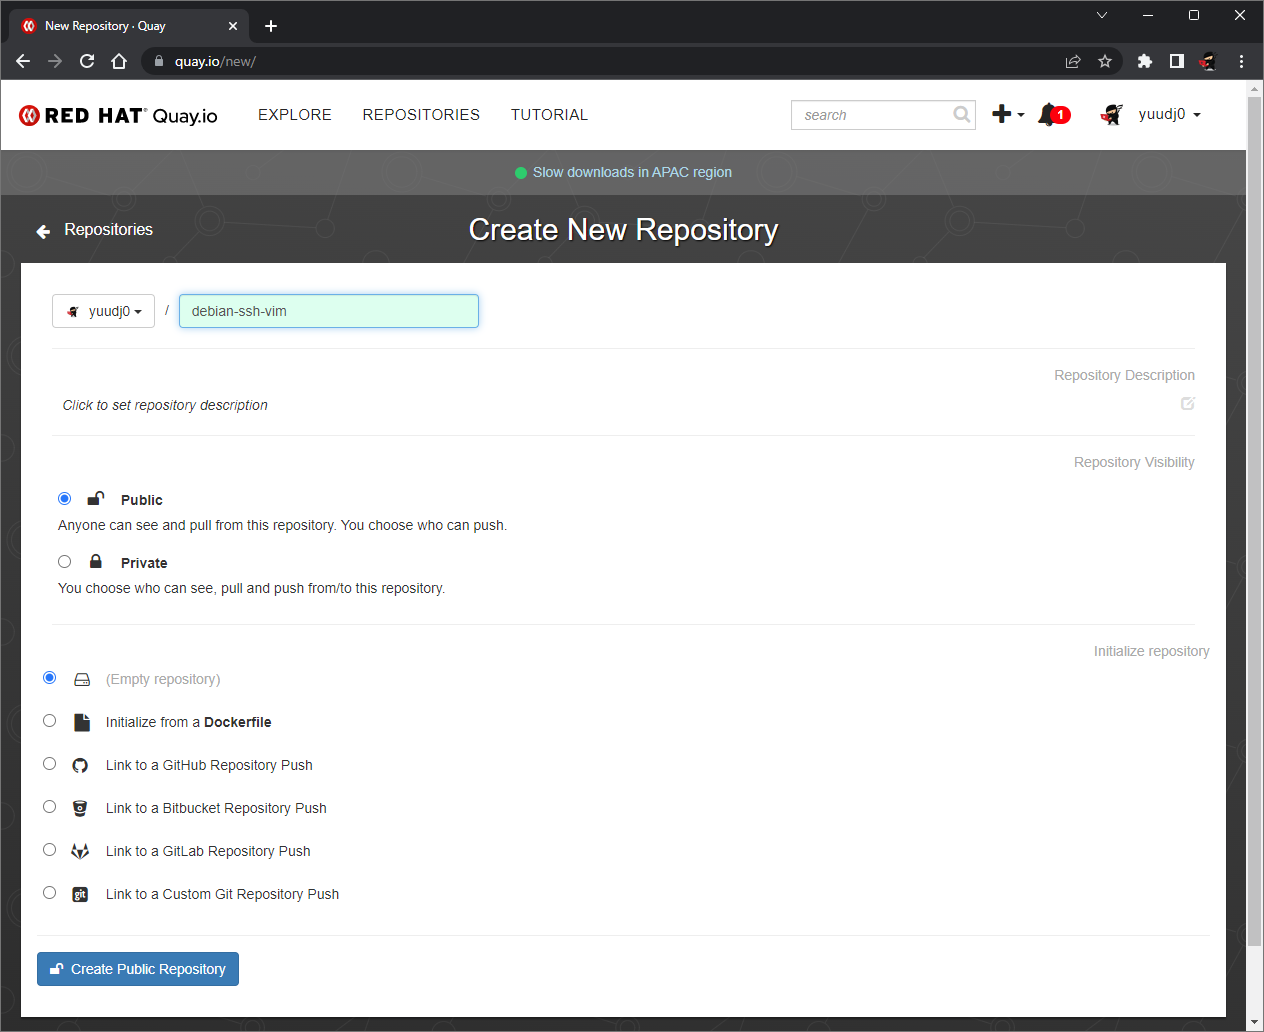 New Repository · Quay
quay.io/new/
RED HAT® Quay.io
EXPLORE
REPOSITORIES
TUTORIAL
search
1
yuudj0
Slow downloads in APAC region
Repositories
Create New Repository
yuudj0 / debian-ssh-vim
Repository Description
Click to set repository description
Repository Visibility
Public
Anyone can see and pull from this repository. You choose who can push.
Private
You choose who can see, pull and push from/to this repository.
Initialize repository
(Empty repository)
Initialize from a Dockerfile
Link to a GitHub Repository Push
Link to a Bitbucket Repository Push
Link to a GitLab Repository Push
git Link to a Custom Git Repository Push
Create Public Repository